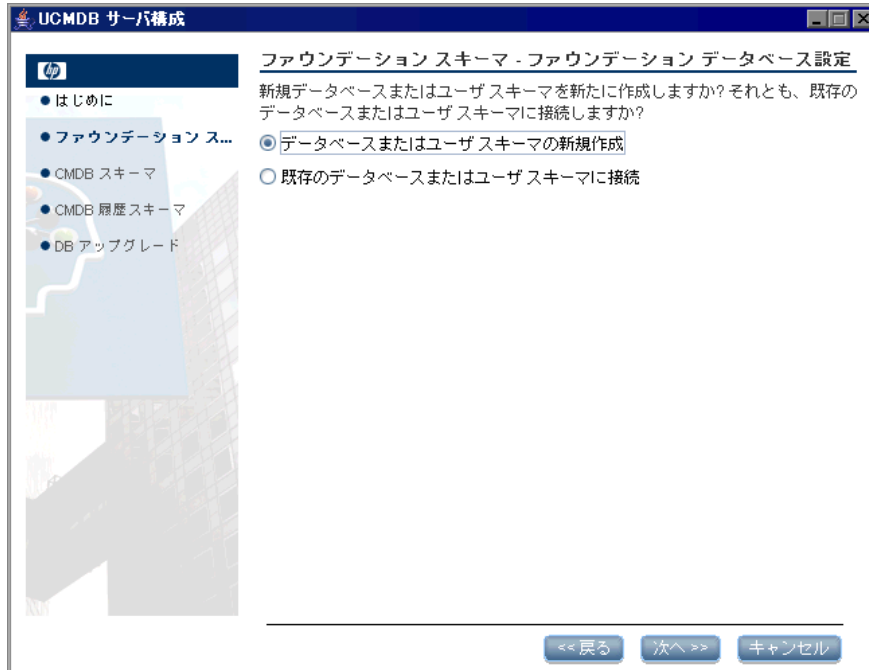 UCMDB サーバ構成
hp
はじめに
ファウンデーション ス...
CMDB スキーマ
CMDB 履歴スキーマ
DB アップグレード
ファウンデーション スキーマ - ファウンデーション データベース設定
新規データベースまたはユーザ スキーマを新たに作成しますか? それとも、既存の
データベースまたはユーザ スキーマに接続しますか?
データベースまたはユーザ スキーマの新規作成
既存のデータベースまたはユーザ スキーマに接続
<< 戻る
次へ >>
キャンセル